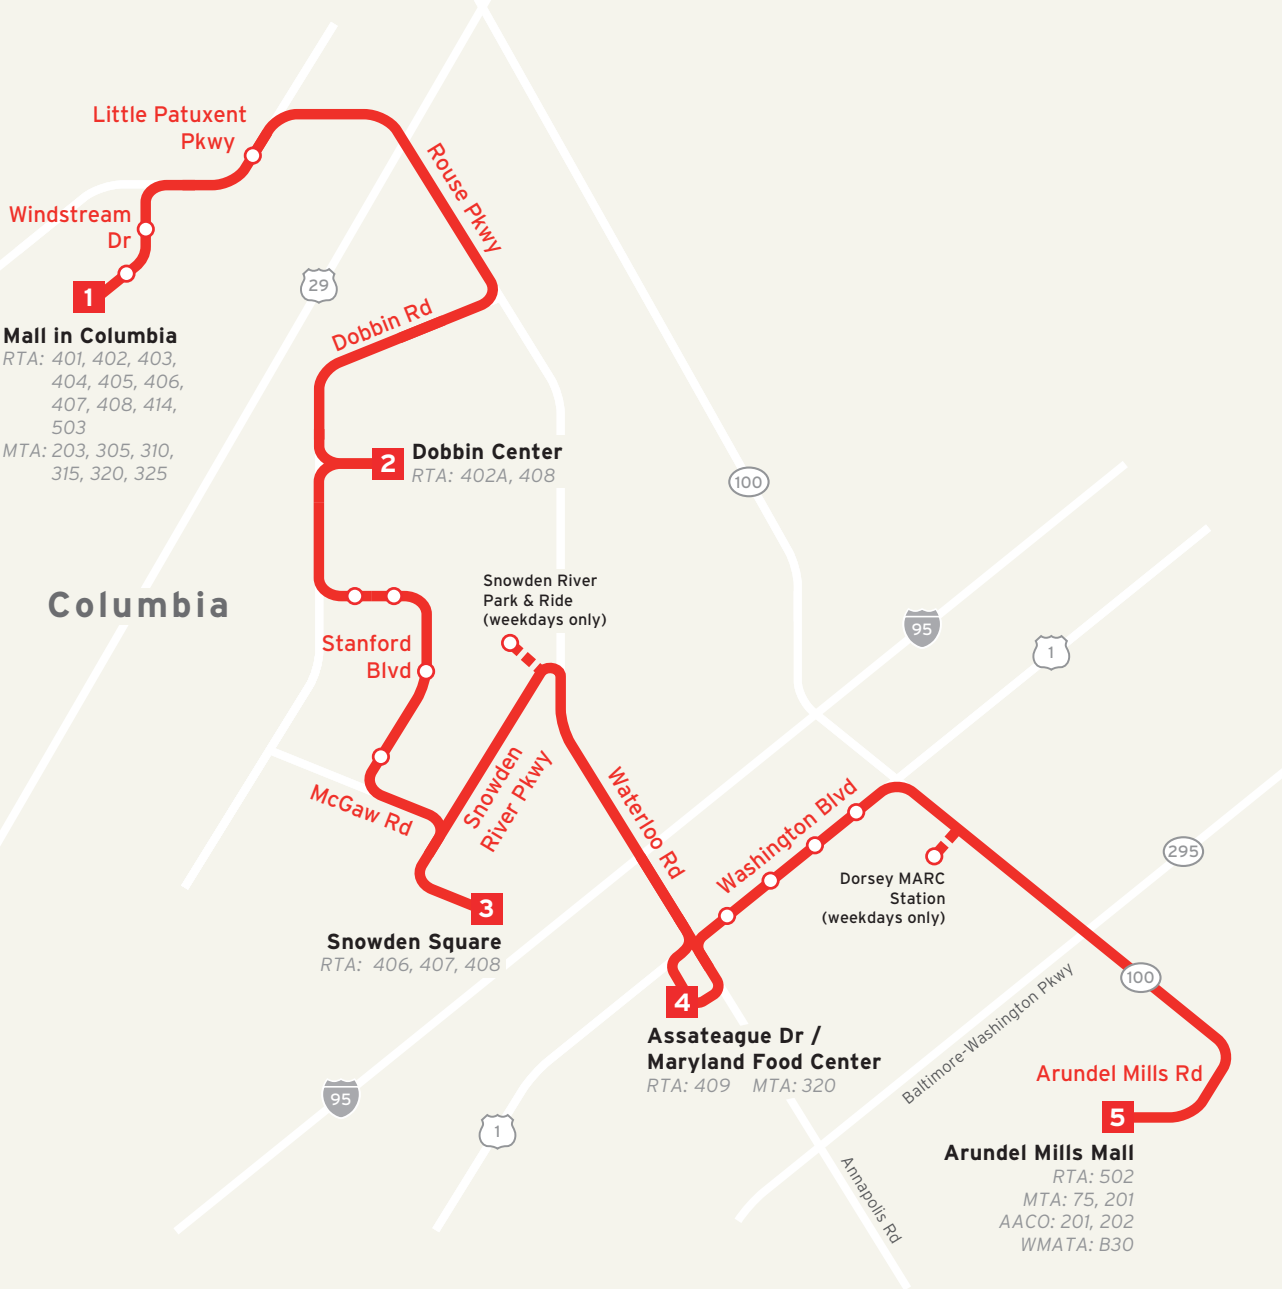 Little Patuxent
Pkwy
Rouse Pkwy
Windstream
Dr
1
Mall in Columbia
RTA: 401, 402, 403,
404, 405, 406,
407, 408, 414,
503
MTA: 203, 305, 310,
315, 320, 325
29
Dobbin Rd
2
Dobbin Center
RTA: 402A, 408
100
Columbia
Snowden River
Park & Ride
(weekdays only)
95
1
Stanford
Blvd
McGaw Rd
Snowden
River Pkwy
Waterloo Rd
Washington Blvd
Dorsey MARC
Station
(weekdays only)
295
3
Snowden Square
RTA: 406, 407, 408
100
4
Assateague Dr /
Maryland Food Center
RTA: 409 MTA: 320
Baltimore-Washington Pkwy
95
1
Arundel Mills Rd
5
Arundel Mills Mall
RTA: 502
MTA: 75, 201
AACO: 201, 202
WMATA: B30
Annapolis Rd